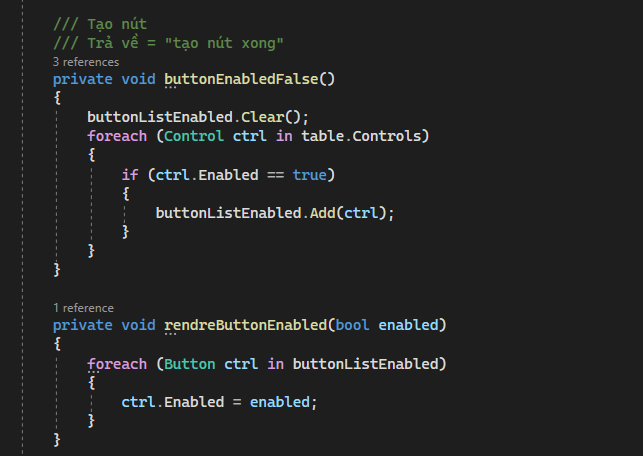 /// Tạo nút
/// Trả về = "tạo nút xong"
3 references
private void buttonEnabledFalse()
{
buttonListEnabled.Clear();
foreach (Control ctrl in table.Controls)
{
if (ctrl.Enabled == true)
{
buttonListEnabled.Add(ctrl);
}
}
}
1 reference
private void rendreButtonEnabled(bool enabled)
{
foreach (Button ctrl in buttonListEnabled)
{
ctrl.Enabled = enabled;
}
}